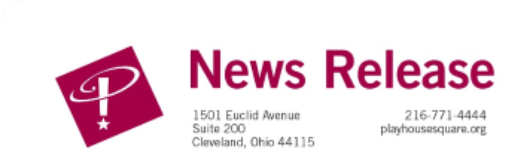 News Release
1501 Euclid Avenue
Suite 200
Cleveland, Ohio 44115
216-771-4444
playhousesquare.org